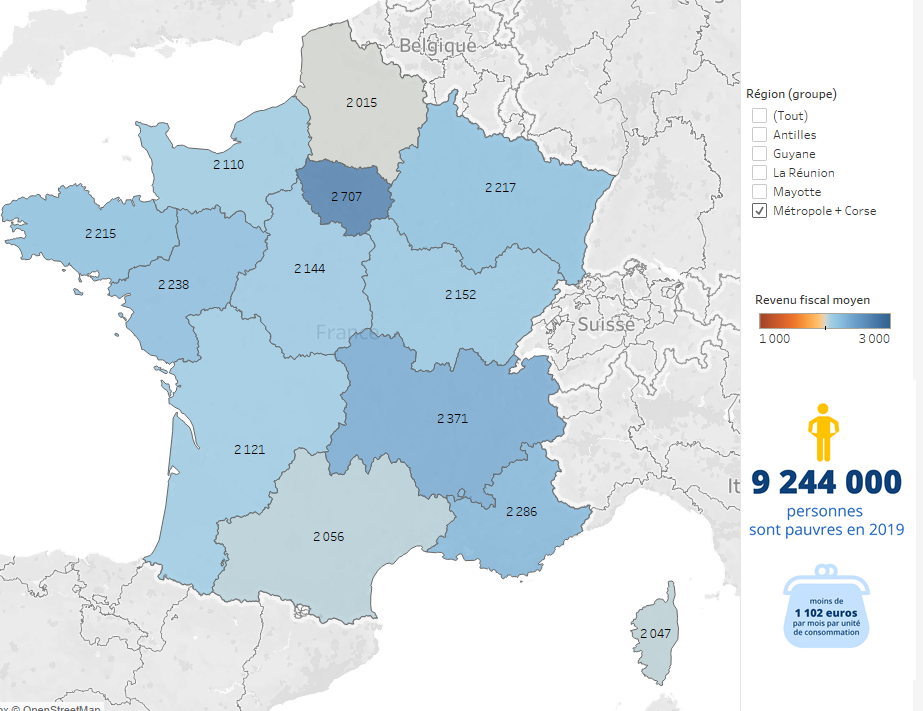 Belgique
2 015
2 110
2 707
2 217
2 215
2 238
2 144
2 152
France
Suisse
2 371
2 121
2 286
2 056
2 047
It
© OpenStreetMap
Région (groupe)
(Tout)
Antilles
Guyane
La Réunion
Mayotte
Métropole + Corse
Revenu fiscal moyen
1 000 3 000
9 244 000
personnes
sont pauvres en 2019
moins de
1 102 euros
par mois par unité
de consommation